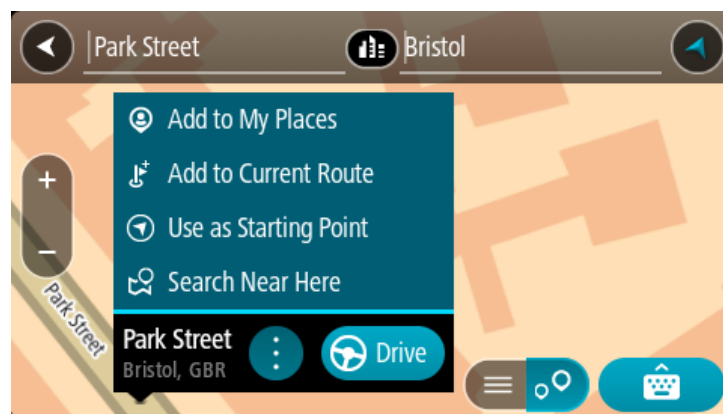 Park Street
Bristol
Add to My Places
Add to Current Route
Use as Starting Point
Search Near Here
+
−
Park Street
Park Street
Bristol, GBR
Drive